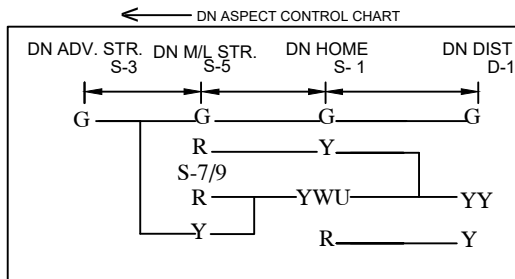 DN ASPECT CONTROL CHART
DN ADV. STR. DN M/L STR. DN HOME DN DIST
S-3 S-5 S- 1 D-1
G G G G
R Y
S-7/9
R YWU YY
Y
R Y